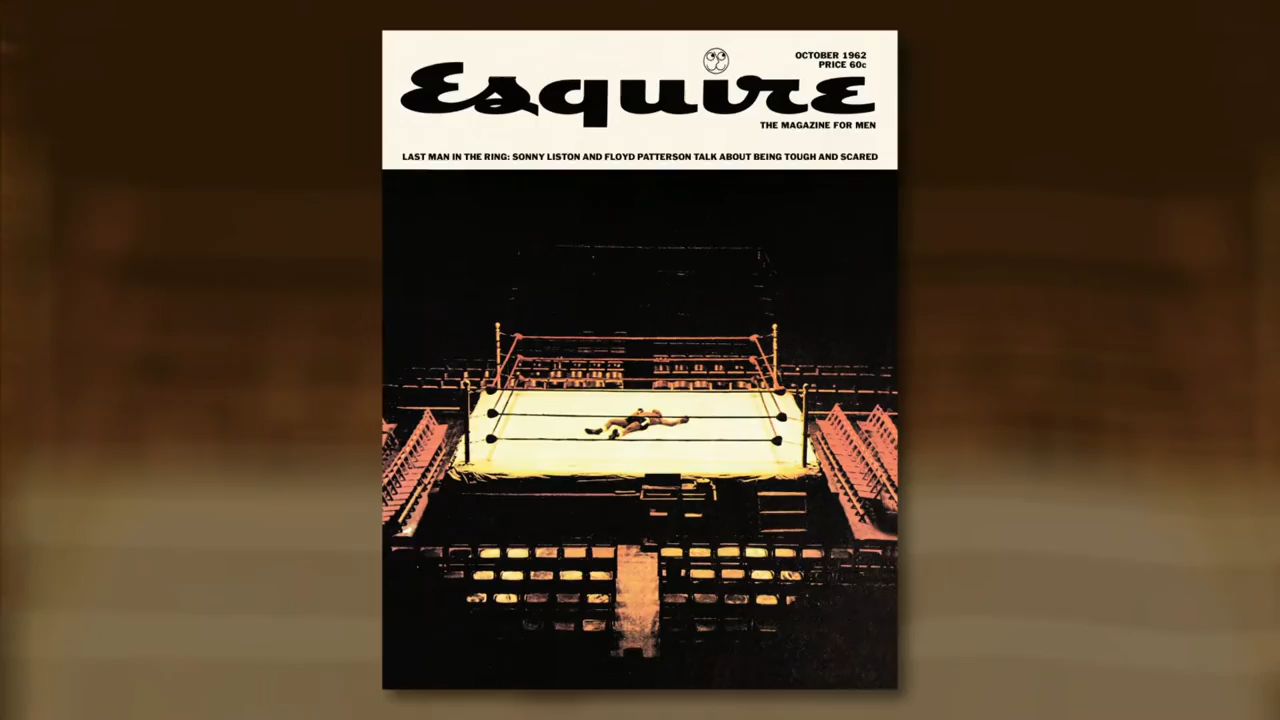 OCTOBER 1962
PRICE 60c
Esquire
THE MAGAZINE FOR MEN
LAST MAN IN THE RING: SONNY LISTON AND FLOYD PATTERSON TALK ABOUT BEING TOUGH AND SCARED